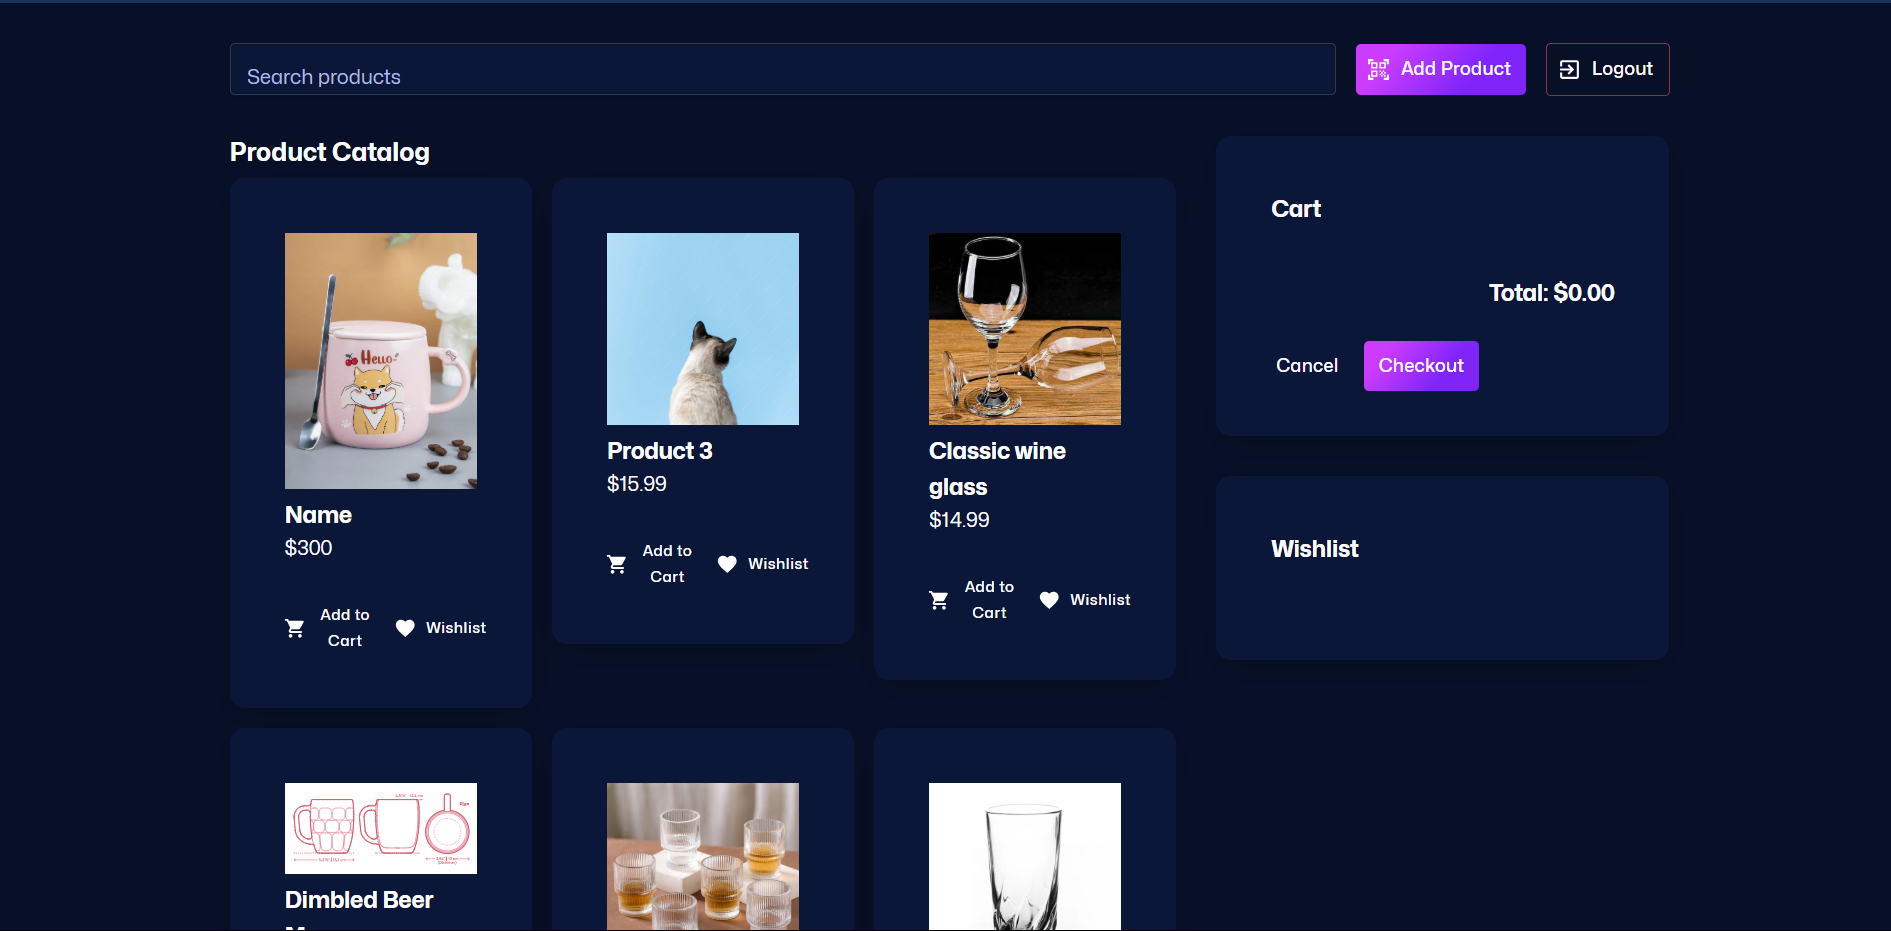 Search products
Add Product
Logout
Product Catalog
Cart
Total: $0.00
Cancel
Checkout
Wishlist
Hello
Name
$300
Add to
Cart
Wishlist
Product 3
$15.99
Add to
Cart
Wishlist
Classic wine
glass
$14.99
Add to
Cart
Wishlist
Plan
Dimbled Beer